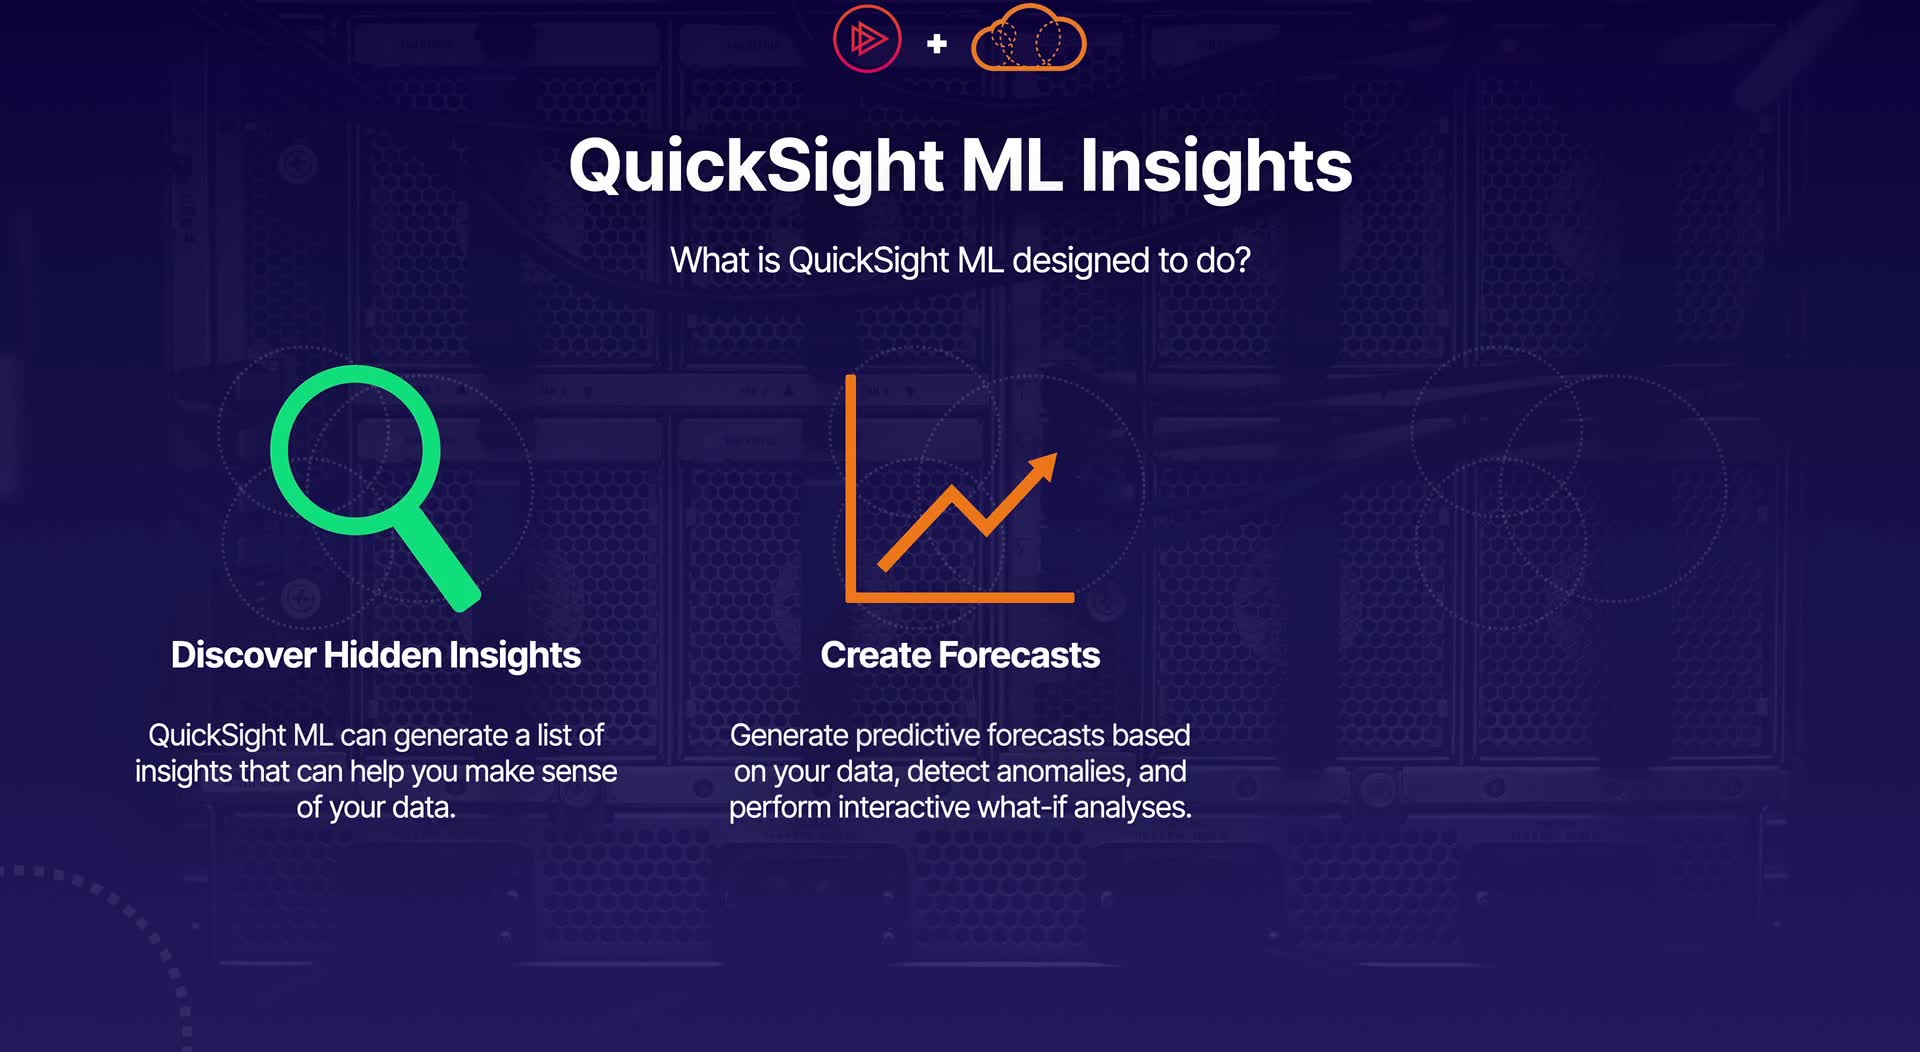 QuickSight ML Insights
What is QuickSight ML designed to do?
Discover Hidden Insights
QuickSight ML can generate a list of
insights that can help you make sense
of your data.
Create Forecasts
Generate predictive forecasts based
on your data, detect anomalies, and
perform interactive what-if analyses.